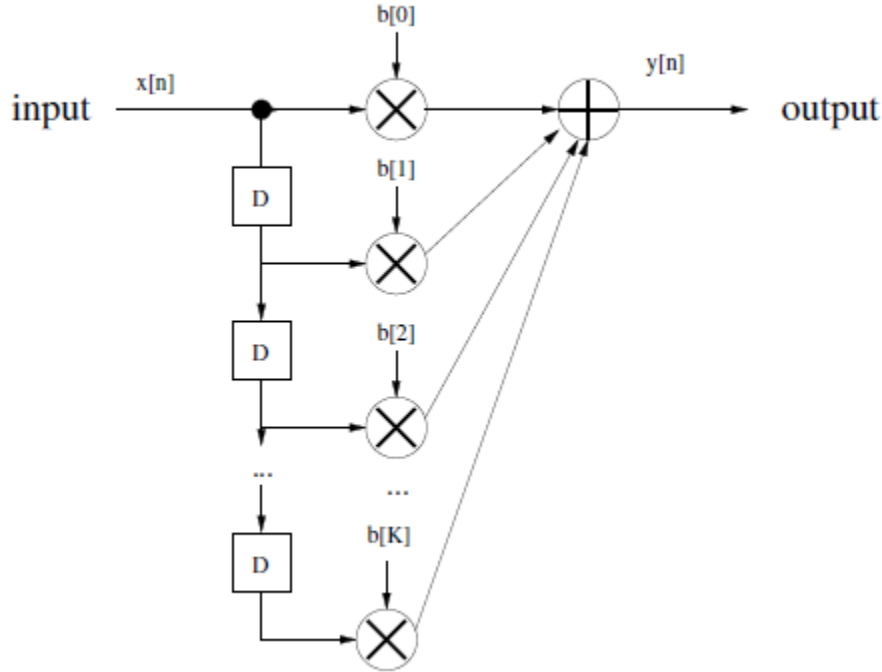 b[0]
x[n]
y[n]
input
output
b[1]
D
b[2]
D
...
...
b[K]
D